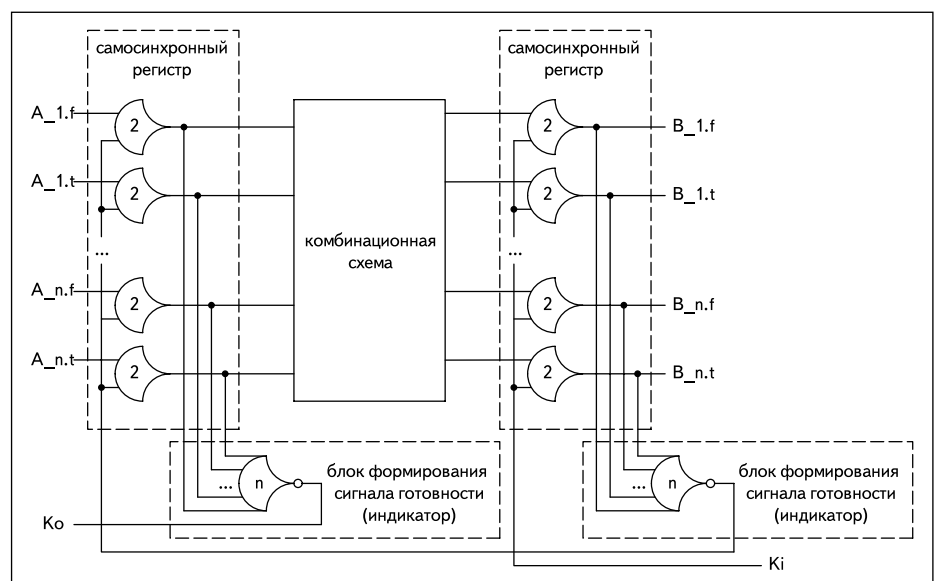 самосинхронный
регистр
самосинхронный
регистр
A_1.f
2
2
B_1.f
A_1.t
2
2
B_1.t
...
комбинационная
схема
...
A_n.f
2
2
B_n.f
A_n.t
2
2
B_n.t
...
n
блок формирования
сигнала готовности
(индикатор)
...
n
блок формирования
сигнала готовности
(индикатор)
Ko
Ki